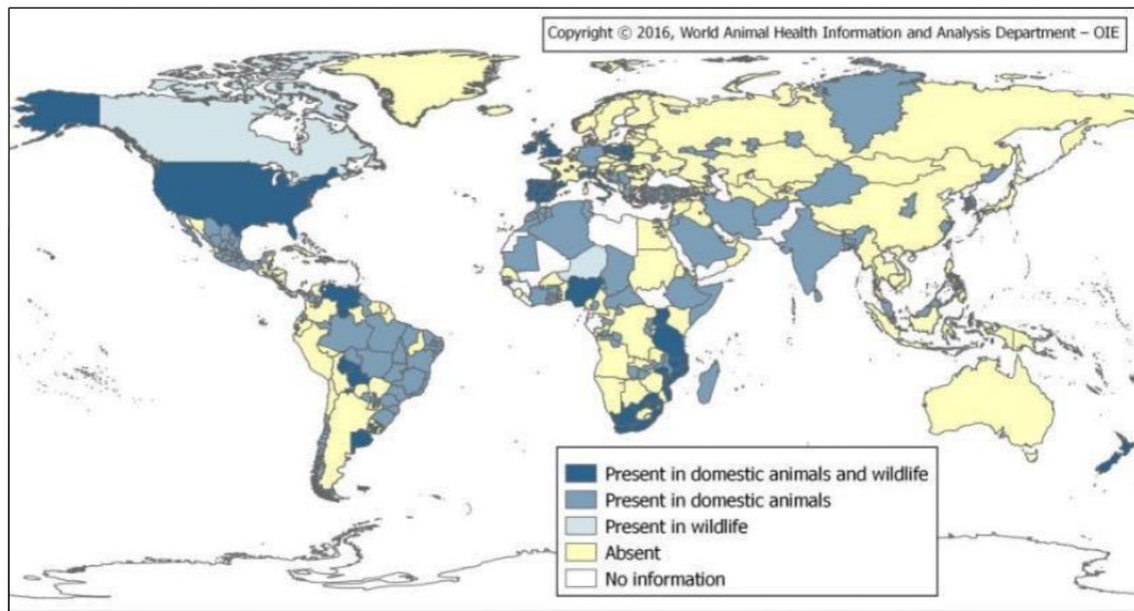 Copyright © 2016, World Animal Health Information and Analysis Department – OIE
Present in domestic animals and wildlife
Present in domestic animals
Present in wildlife
Absent
No information